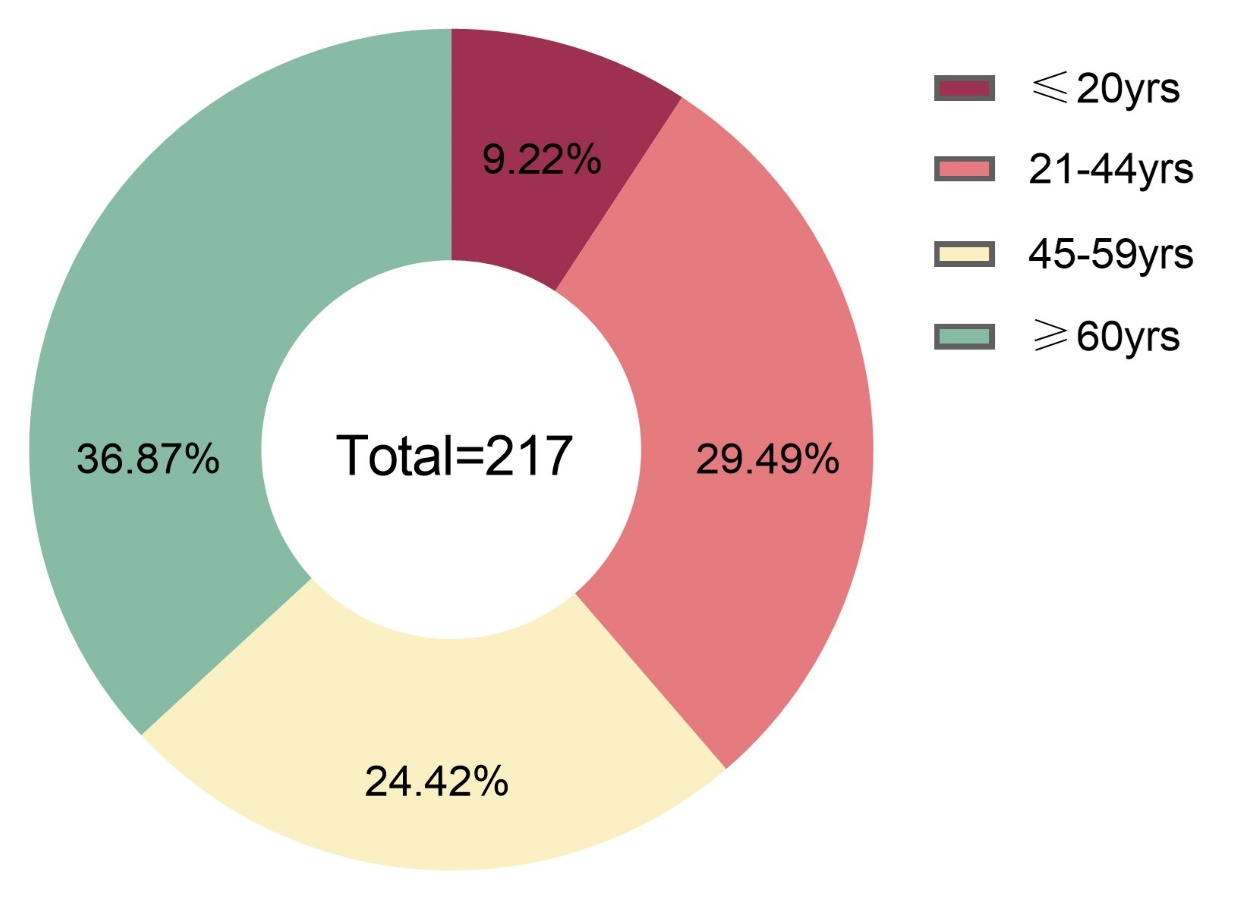 ≤20yrs
21-44yrs
45-59yrs
≥60yrs
9.22%
29.49%
24.42%
36.87%
Total=217